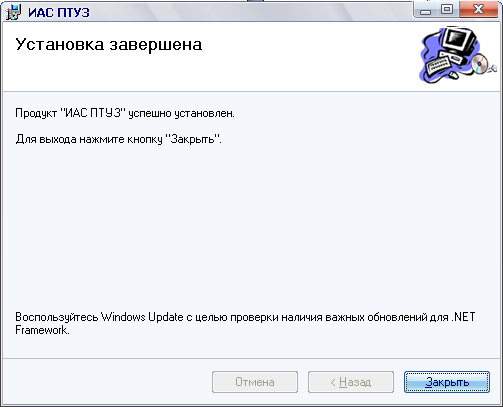 ИАС ПТУЗ
Установка завершена
Продукт "ИАС ПТУЗ" успешно установлен.
Для выхода нажмите кнопку "Закрыть".
Воспользуйтесь Windows Update с целью проверки наличия важных обновлений для .NET
Framework.
Отмена
< Назад
Закрыть